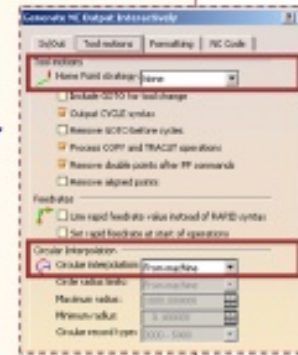 Generate NC Output Interactively
In/Out Tool motions Formatting NC Code
Tool motions
Home Point strategy: None
Include GOTO for tool change
Output CYCLE syntax
Remove GOTO before cycles
Process COPY and TRACUT operations
Remove double points after PP commands
Remove aligned points
Feedrates
Use rapid feedrate value instead of RAPID syntax
Set rapid feedrate at start of operations
Circular Interpolation
Circular interpolation: From machine
Circle radius limits: From machine
Maximum radius:
Minimum radius:
Circular record type: